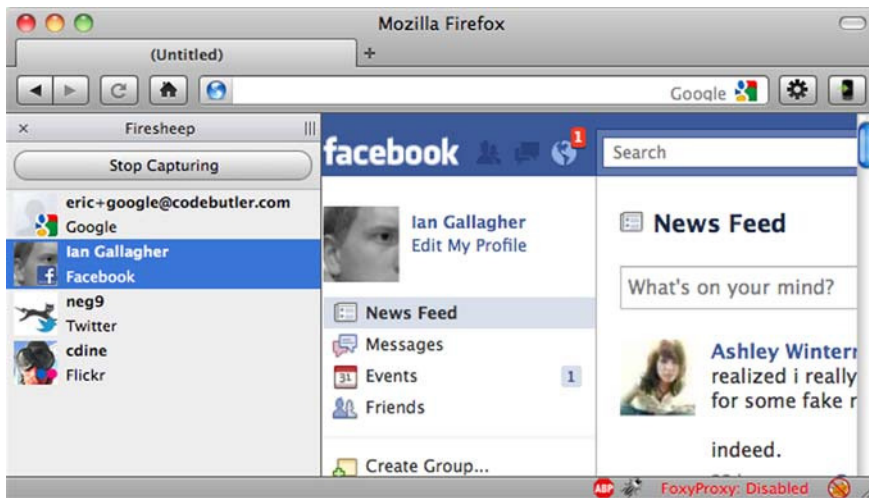 Mozilla Firefox
(Untitled)
Google
Firesheep
Stop Capturing
eric+google@codebutler.com
Google
Ian Gallagher
Facebook
neg9
Twitter
cdine
Flickr
facebook
1
Search
Ian Gallagher
Edit My Profile
News Feed
Messages
31
Events 1
Friends
Create Group...
News Feed
What's on your mind?
Ashley
realized i really
for some fake
indeed.
ABP
FoxyProxy: Disabled